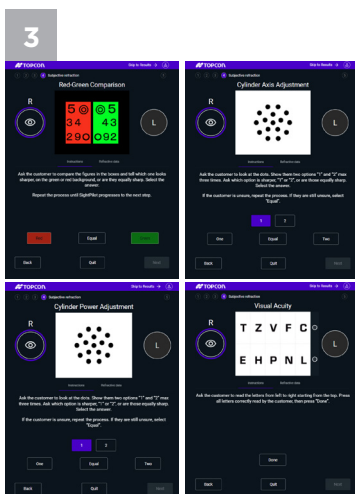 3
TOPCON Skip to Results
Subjective refraction
Red-Green Comparison
R
L
5 0 0 5
34 43
290 092
Instructions Refractive data
Ask the customer to compare the figures in the boxes and tell which one looks
sharper, on the green or red background, or are they equally sharp. Select the
answer.
Repeat the process until SightPilot progresses to the next step.
Red Equal Green
Back Quit Next
TOPCON Skip to Results
Subjective refraction
Cylinder Axis Adjustment
R
L
Instructions Refractive data
Ask the customer to look at the dots. Show them two options "1" and "2" max
three times. Ask which option is sharper, "1" or "2", or are those equally sharp.
Select the answer.
If the customer is unsure, repeat the process. If they are still unsure, select
"Equal".
1 2
One Equal Two
Back Quit Next
TOPCON Skip to Results
Subjective refraction
Cylinder Power Adjustment
R
L
Instructions Refractive data
Ask the customer to look at the dots. Show them two options "1" and "2" max
three times. Ask which option is sharper, "1" or "2", or are those equally sharp.
Select the answer.
If the customer is unsure, repeat the process. If they are still unsure, select
"Equal".
1 2
One Equal Two
Back Quit Next
TOPCON Skip to Results
Subjective refraction
Visual Acuity
R
L
T Z V F C
E H P N L
Instructions Refractive data
Ask the customer to read the letters from left to right starting from the top. Press
all letters correctly read by the customer, then press "Done".
Done
Back Quit Next